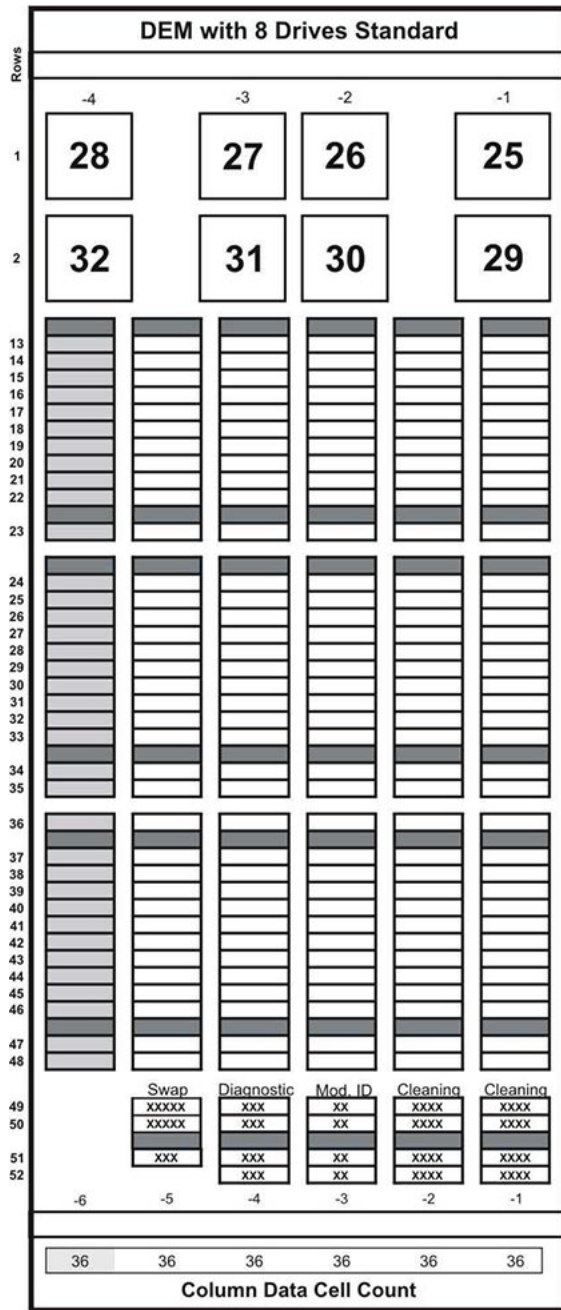 DEM with 8 Drives Standard
Rows
-4 -3 -2 -1
1 28 27 26 25
2 32 31 30 29
13
14
15
16
17
18
19
20
21
22
23
24
25
26
27
28
29
30
31
32
33
34
35
36
37
38
39
40
41
42
43
44
45
46
47
48
Swap Diagnostic Mod. ID Cleaning Cleaning
49 XXXXX XXX XX XXXX XXXX
50 XXXXX XXX XX XXXX XXXX
51 XXX XXX XX XXXX XXXX
52 XXX XX XXXX XXXX
-6 -5 -4 -3 -2 -1
36 36 36 36 36 36
Column Data Cell Count